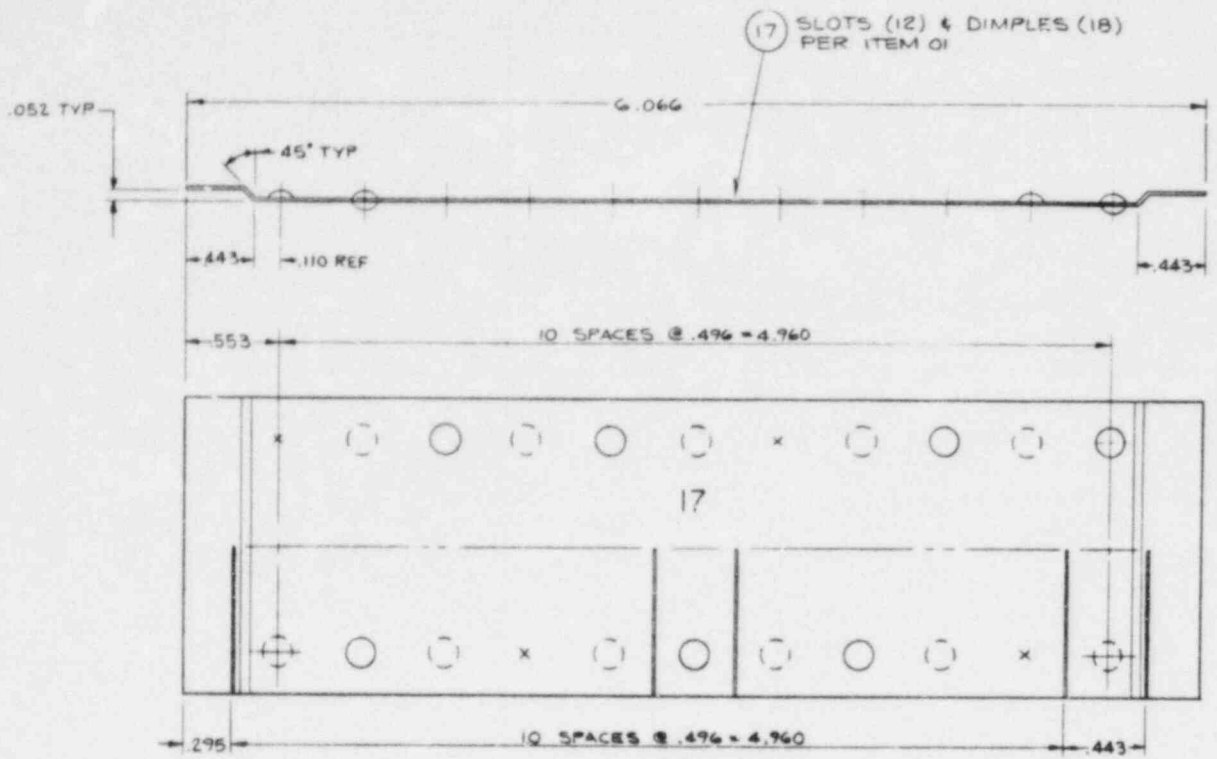 17 SLOTS (12) & DIMPLES (18)
PER ITEM 01
.052 TYP
6.066
45° TYP
.443
.110 REF
.443
.553
10 SPACES @ .496 = 4.960
x
x
17
x
x
.295
10 SPACES @ .496 = 4.960
.443